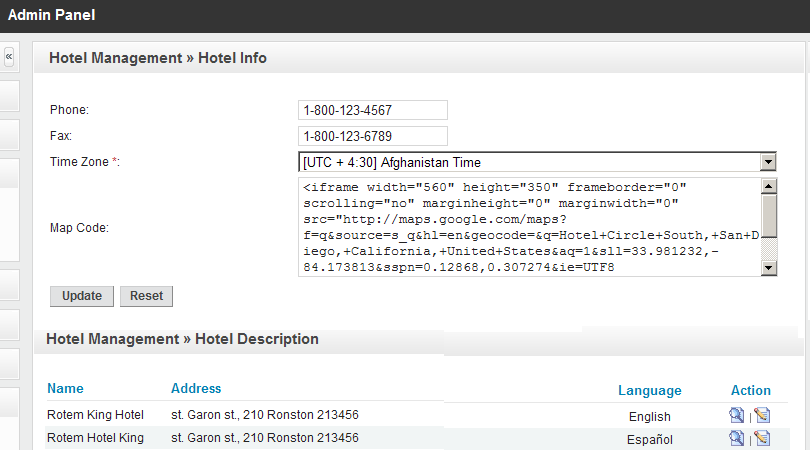 Admin Panel
«
Hotel Management » Hotel Info
Phone: 1-800-123-4567
Fax: 1-800-123-6789
Time Zone *: [UTC + 4:30] Afghanistan Time
Map Code:
<iframe width="560" height="350" frameborder="0"
scrolling="no" marginheight="0" marginwidth="0"
src="http://maps.google.com/maps?
f=q&source=s_q&hl=en&geocode=&q=Hotel+Circle+South,+San+D
iego,+California,+United+States&aq=1&sll=33.981232,-
84.173813&sspn=0.12868,0.307274&ie=UTF8
Update Reset
Hotel Management » Hotel Description
Name Address Language Action
Rotem King Hotel st. Garon st., 210 Ronston 213456 English |
Rotem Hotel King st. Garon st., 210 Ronston 213456 Español |